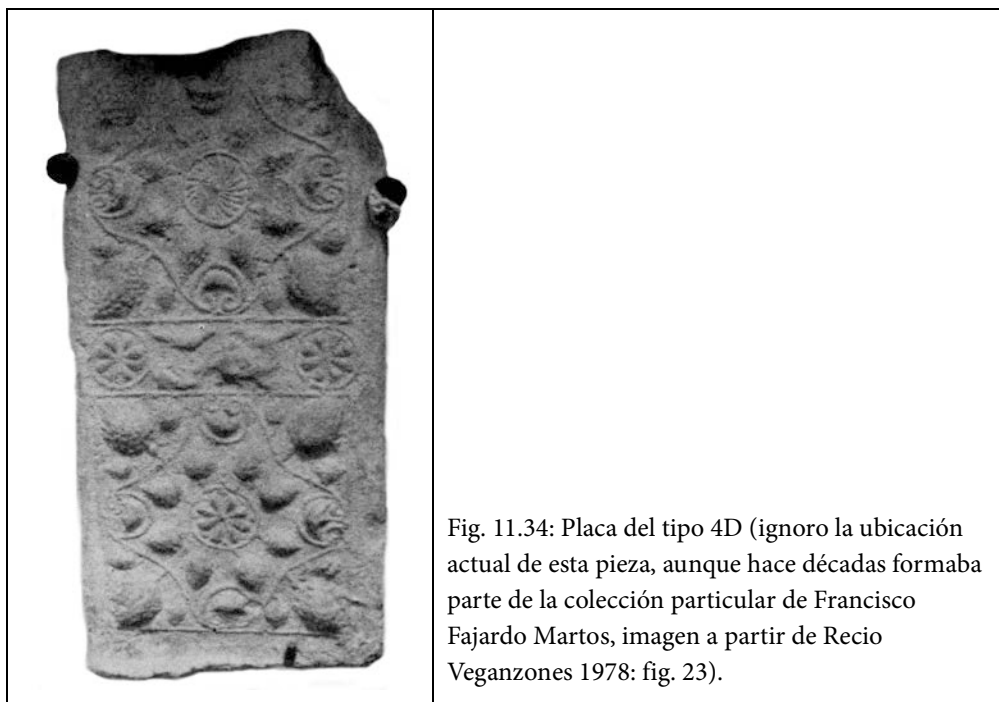 Fig. 11.34: Placa del tipo 4D (ignoro la ubicación
actual de esta pieza, aunque hace décadas formaba
parte de la colección particular de Francisco
Fajardo Martos, imagen a partir de Recio
Veganzones 1978: fig. 23).